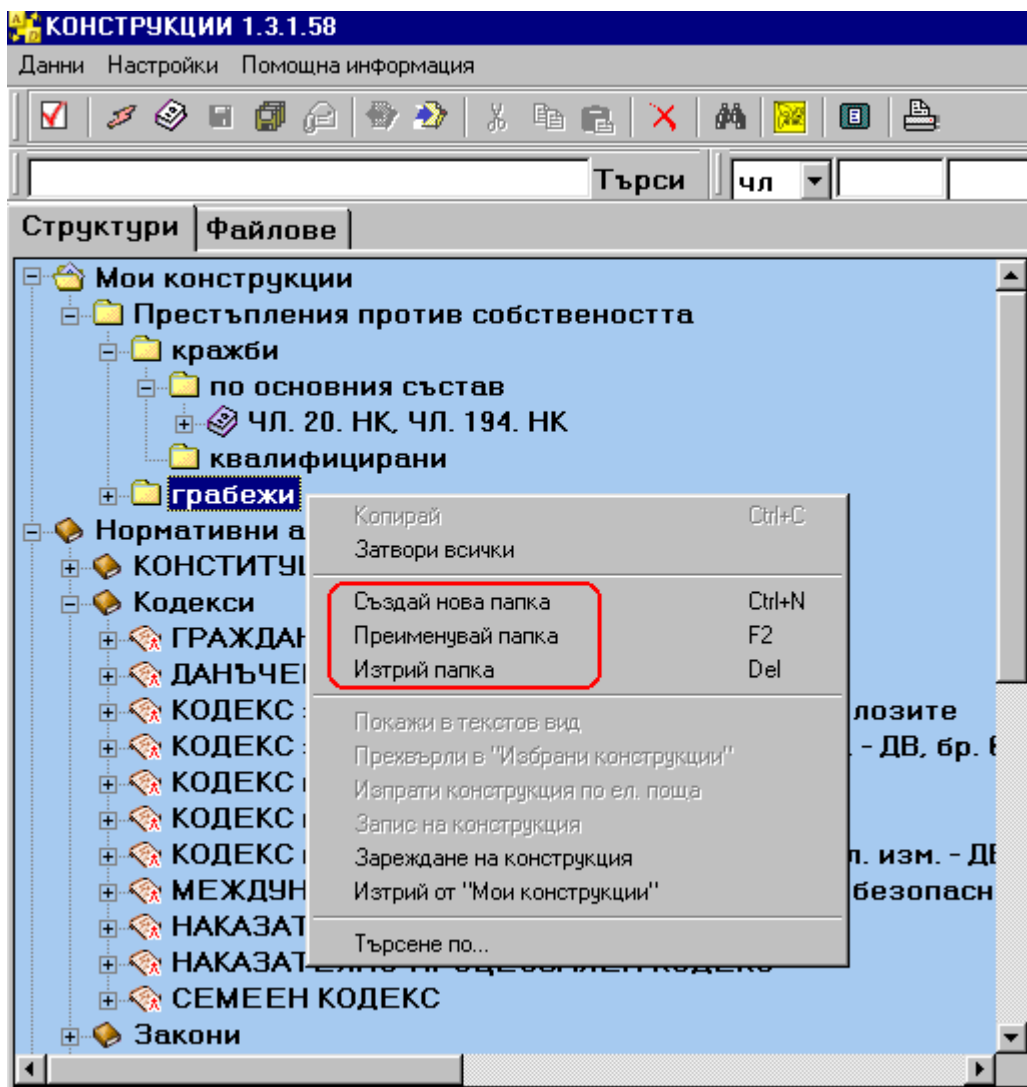 КОНСТРУКЦИИ 1.3.1.58
Данни Настройки Помощна информация
Търси чл
Структури Файлове
Мои конструкции
Престъпления против собствеността
кражби
по основния състав
ЧЛ. 20. НК, ЧЛ. 194. НК
квалифицирани
грабежи
Копирай Ctrl+C
Нормативни а
Затвори всички
КОНСТИТУЦ
Кодекси
Създай нова папка Ctrl+N
ГРАЖДАН
Преименувай папка F2
ДАНЪЧЕ
Изтрий папка Del
КОДЕКС лозите
Покажи в текстов вид
КОДЕКС . - ДВ, бр.
Прехвърли в "Избрани конструкции"
КОДЕКС
Изпрати конструкция по ел. поща
КОДЕКС
Запис на конструкция
КОДЕКС л. изм. - ДВ
Зареждане на конструкция
МЕЖДУН безопасн
Изтрий от "Мои конструкции"
НАКАЗАТ
Търсене по...
НАКАЗАТЕЛНО-ПРОЦЕСУАЛЕН КОДЕКС
СЕМЕЕН КОДЕКС
Закони